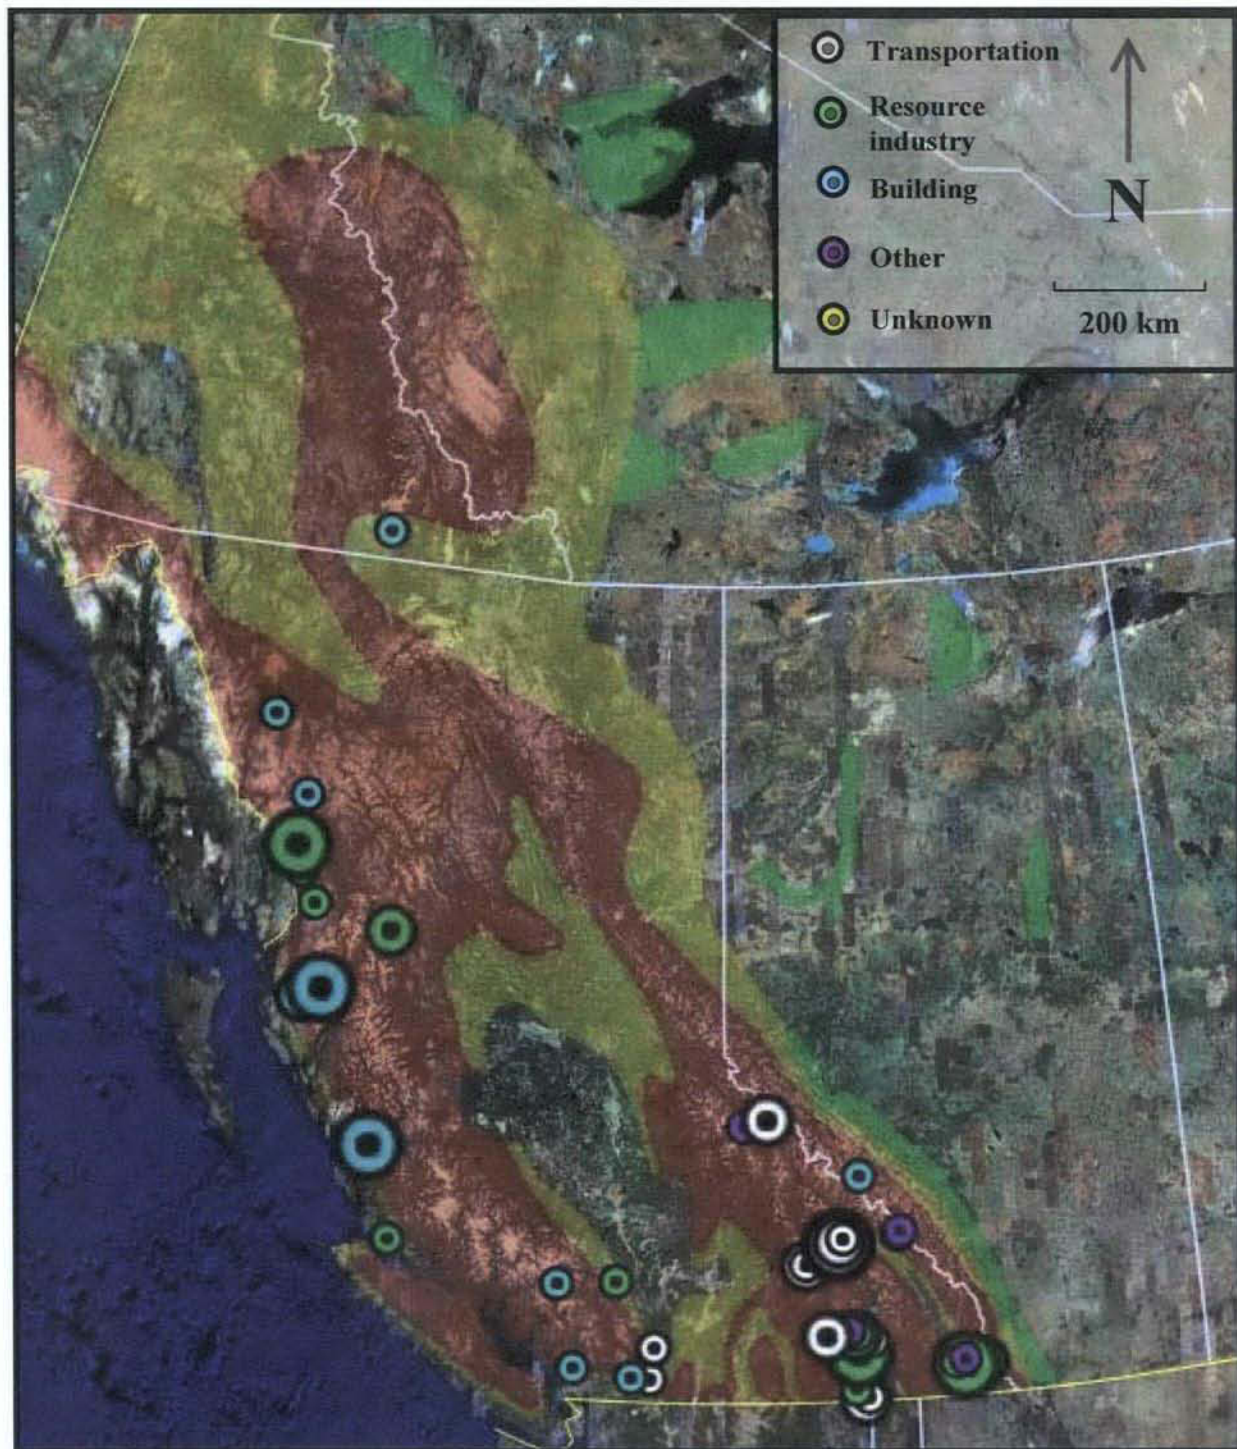 Transportation
Resource
industry
Building
N
Other
Unknown
200 km